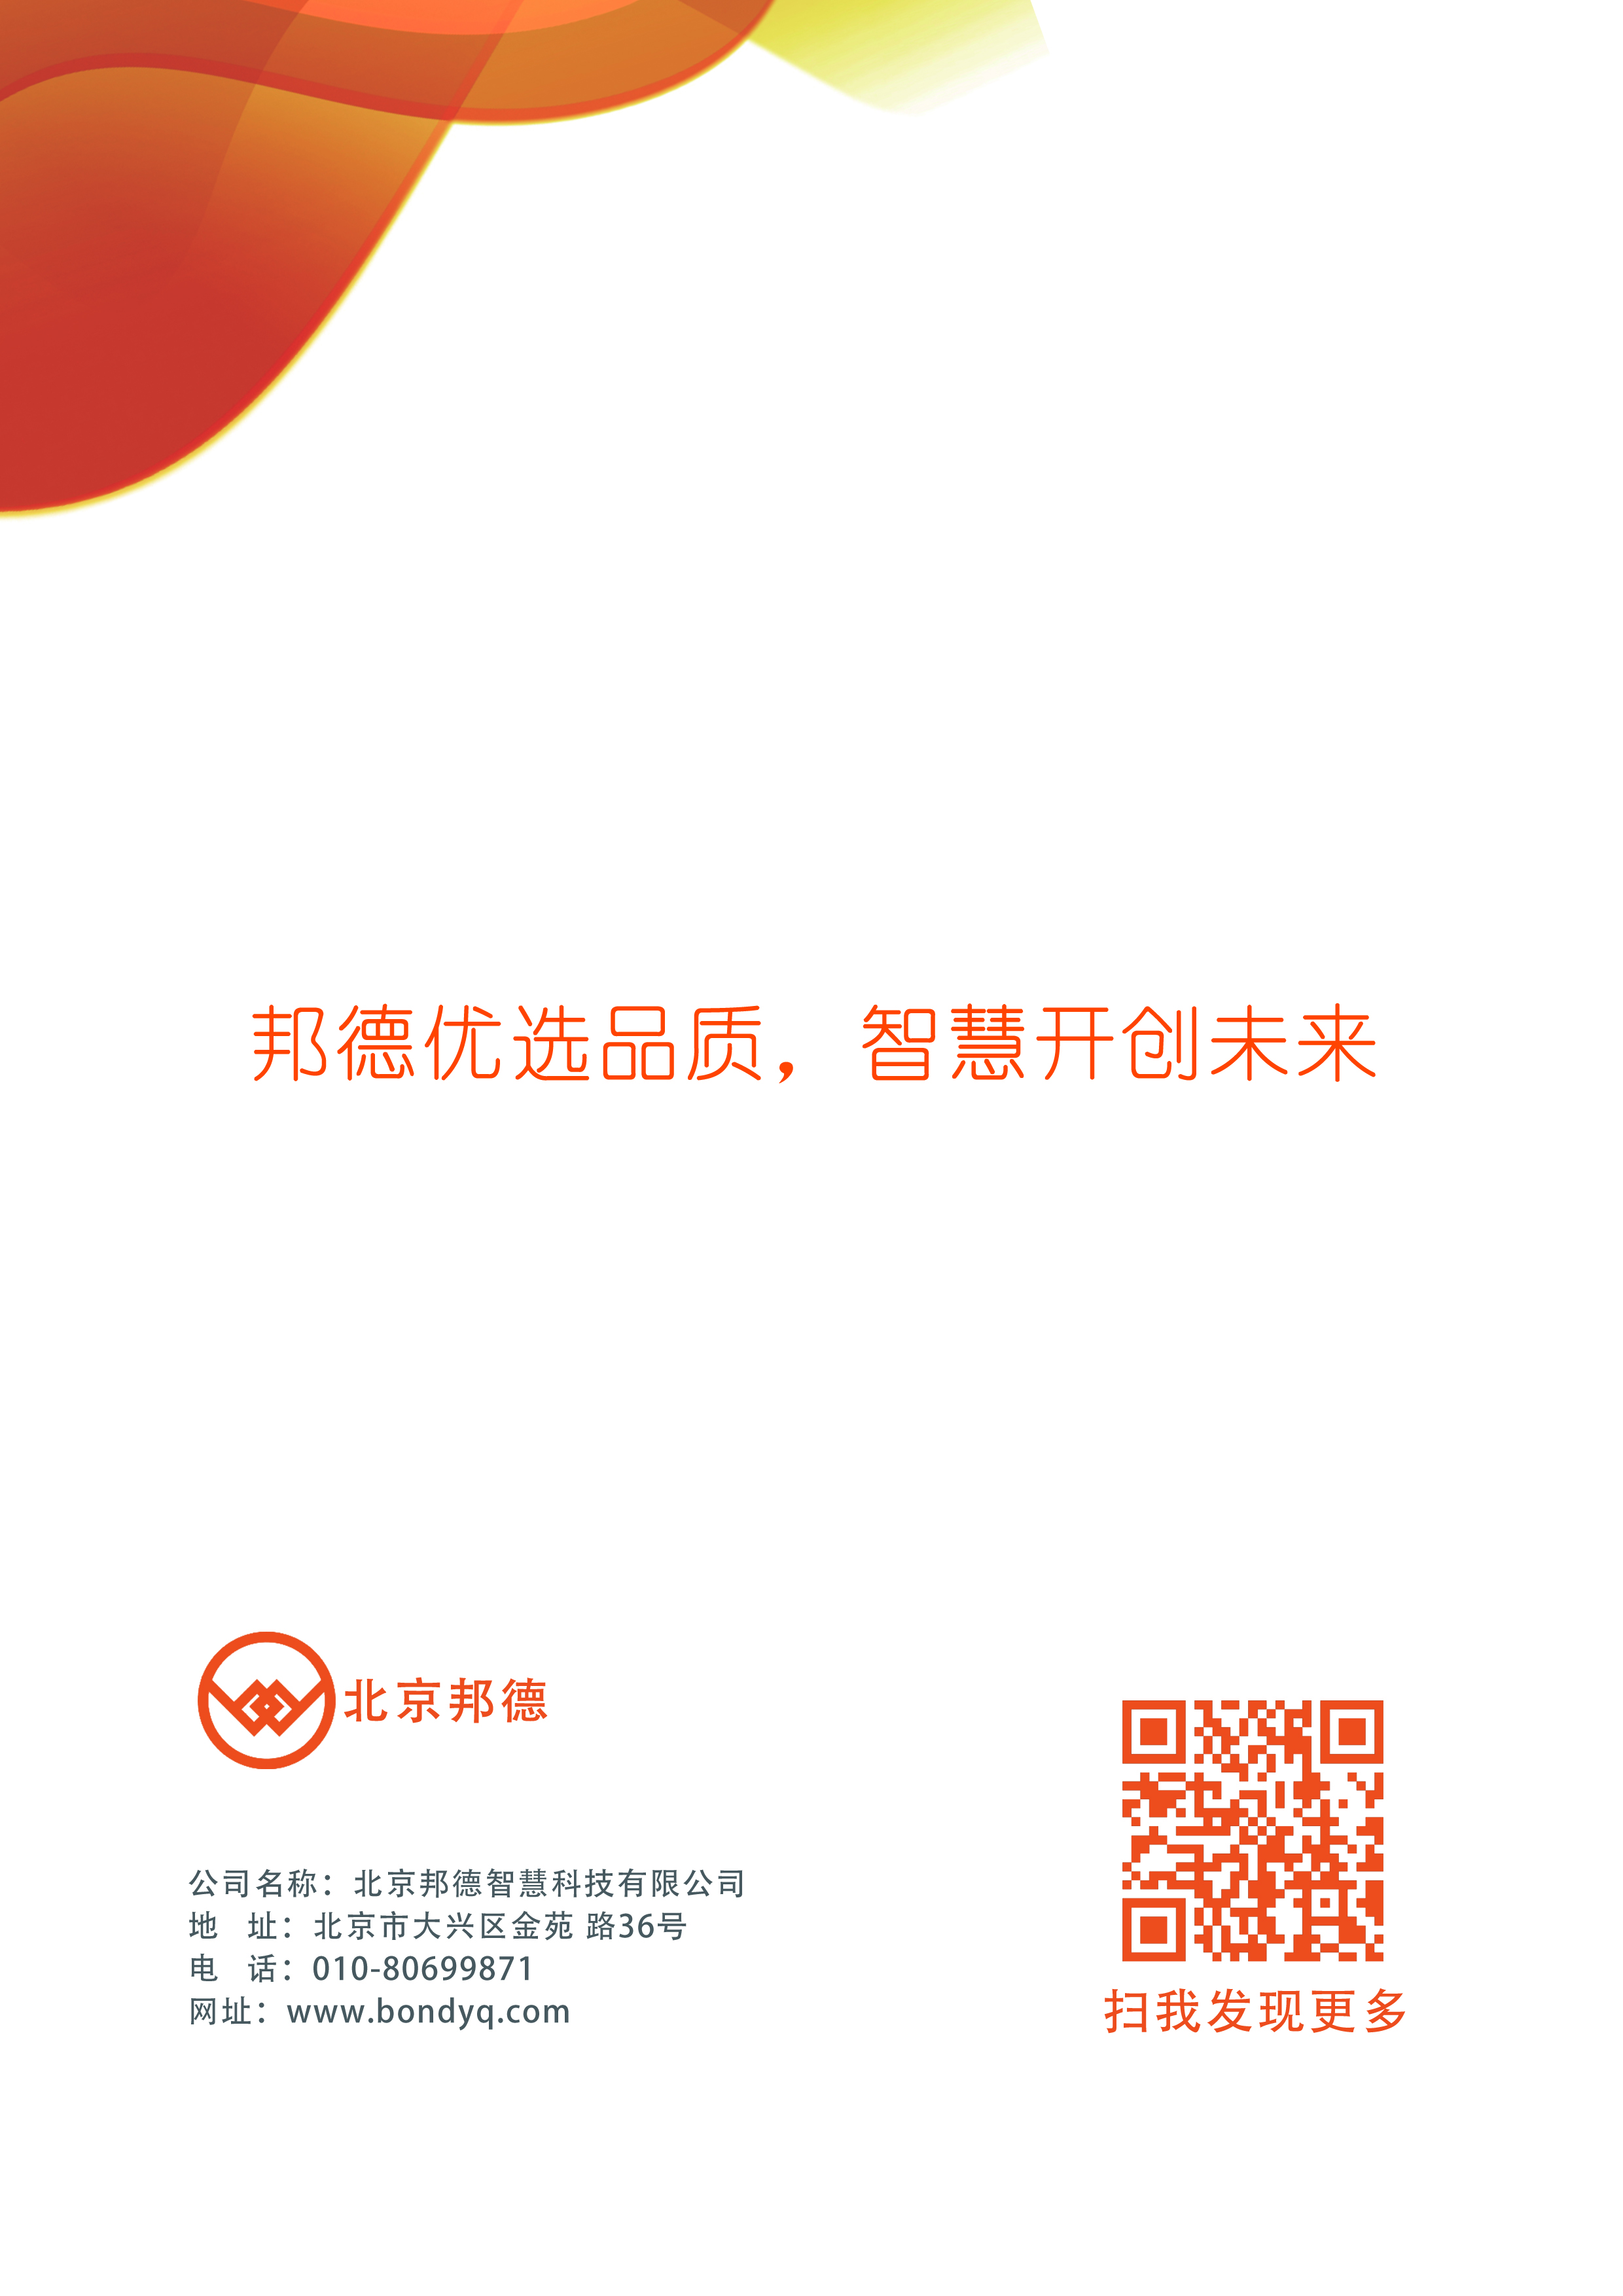 邦德优选品质，智慧开创未来
北京邦德
公司名称：北京邦德智慧科技有限公司
地 址：北京市大兴区金苑 路36号
电 话：010-80699871
网址：www.bondyq.com
扫我发现更多